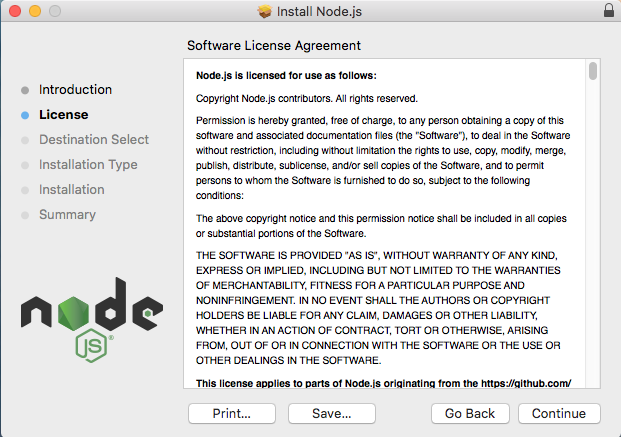 Install Node.js
Software License Agreement
Introduction
License
Destination Select
Installation Type
Installation
Summary
Node.js is licensed for use as follows:
Copyright Node.js contributors. All rights reserved.
Permission is hereby granted, free of charge, to any person obtaining a copy of this
software and associated documentation files (the "Software"), to deal in the Software
without restriction, including without limitation the rights to use, copy, modify, merge,
publish, distribute, sublicense, and/or sell copies of the Software, and to permit
persons to whom the Software is furnished to do so, subject to the following
conditions:
The above copyright notice and this permission notice shall be included in all copies
or substantial portions of the Software.
THE SOFTWARE IS PROVIDED "AS IS", WITHOUT WARRANTY OF ANY KIND,
EXPRESS OR IMPLIED, INCLUDING BUT NOT LIMITED TO THE WARRANTIES
OF MERCHANTABILITY, FITNESS FOR A PARTICULAR PURPOSE AND
NONINFRINGEMENT. IN NO EVENT SHALL THE AUTHORS OR COPYRIGHT
HOLDERS BE LIABLE FOR ANY CLAIM, DAMAGES OR OTHER LIABILITY,
WHETHER IN AN ACTION OF CONTRACT, TORT OR OTHERWISE, ARISING
FROM, OUT OF OR IN CONNECTION WITH THE SOFTWARE OR THE USE OR
OTHER DEALINGS IN THE SOFTWARE.
This license applies to parts of Node.js originating from the https://github.com/
node
JS®
Print...
Save...
Go Back
Continue